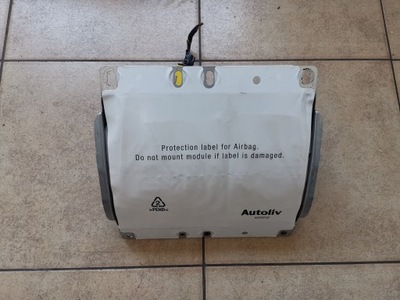 Protection label for Airbag.
Do not mount module if label is damaged.
Autoliv